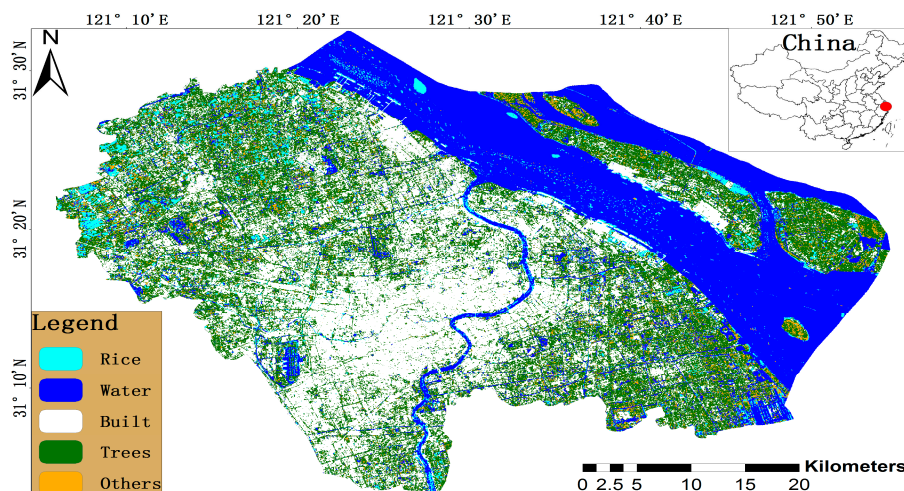 121° 10′E 121° 20′E 121° 30′E 121° 40′E 121° 50′E
N
China
31° 30′N
31° 20′N
31° 10′N
Legend
Rice
Water
Built
Trees
Others
Kilometers
0 2.5 5 10 15 20